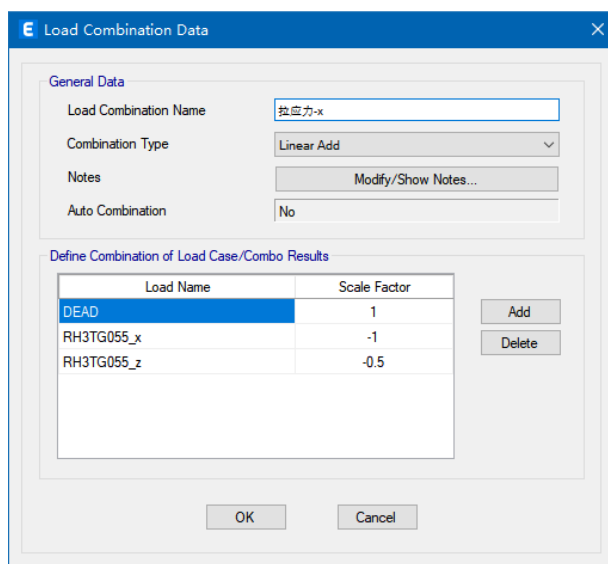 E Load Combination Data
General Data
Load Combination Name 拉应力-x
Combination Type Linear Add
Notes Modify/Show Notes...
Auto Combination No
Define Combination of Load Case/Combo Results
Load Name Scale Factor
DEAD 1
RH3TG055_x -1
RH3TG055_z -0.5
Add
Delete
OK Cancel